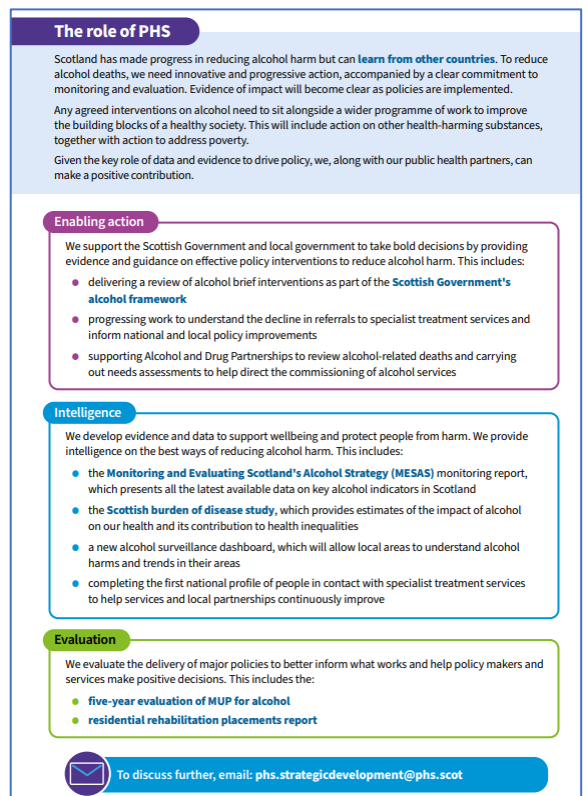 The role of PHS
Scotland has made progress in reducing alcohol harm but can learn from other countries. To reduce
alcohol deaths, we need innovative and progressive action, accompanied by a clear commitment to
monitoring and evaluation. Evidence of impact will become clear as policies are implemented.
Any agreed interventions on alcohol need to sit alongside a wider programme of work to improve
the building blocks of a healthy society. This will include action on other health-harming substances,
together with action to address poverty.
Given the key role of data and evidence to drive policy, we, along with our public health partners, can
make a positive contribution.
Enabling action
We support the Scottish Government and local government to take bold decisions by providing
evidence and guidance on effective policy interventions to reduce alcohol harm. This includes:
● delivering a review of alcohol brief interventions as part of the Scottish Government's
alcohol framework
● progressing work to understand the decline in referrals to specialist treatment services and
inform national and local policy improvements
● supporting Alcohol and Drug Partnerships to review alcohol-related deaths and carrying
out needs assessments to help direct the commissioning of alcohol services
Intelligence
We develop evidence and data to support wellbeing and protect people from harm. We provide
intelligence on the best ways of reducing alcohol harm. This includes:
● the Monitoring and Evaluating Scotland's Alcohol Strategy (MESAS) monitoring report,
which presents all the latest available data on key alcohol indicators in Scotland
● the Scottish burden of disease study, which provides estimates of the impact of alcohol
on our health and its contribution to health inequalities
● a new alcohol surveillance dashboard, which will allow local areas to understand alcohol
harms and trends in their areas
● completing the first national profile of people in contact with specialist treatment services
to help services and local partnerships continuously improve
Evaluation
We evaluate the delivery of major policies to better inform what works and help policy makers and
services make positive decisions. This includes the:
● five-year evaluation of MUP for alcohol
● residential rehabilitation placements report
To discuss further, email: phs.strategicdevelopment@phs.scot